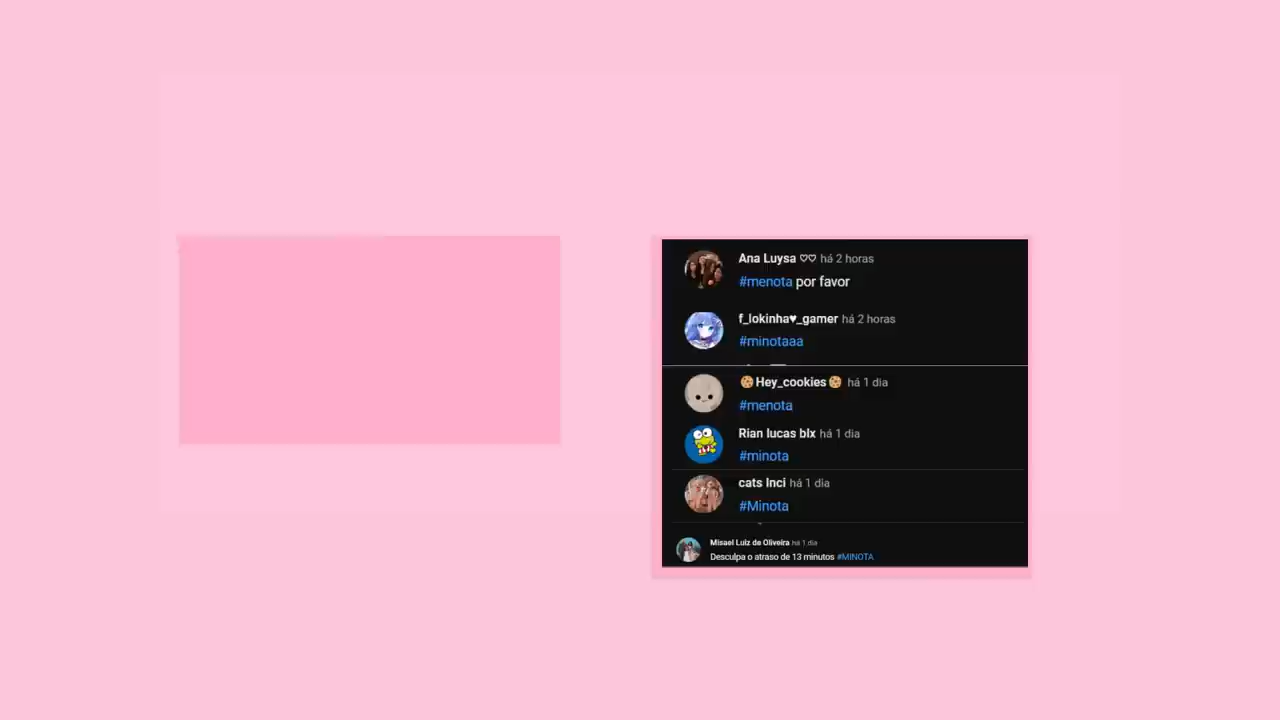 Ana Luysa ♡♡ há 2 horas
#menota por favor
f_lokinha♥_gamer há 2 horas
#minotaaa
🍪Hey_cookies🍪 há 1 dia
#menota
Rian lucas blx há 1 dia
#minota
cats lnci há 1 dia
#Minota
Misael Luiz de Oliveira há 1 dia
Desculpa o atraso de 13 minutos #MINOTA